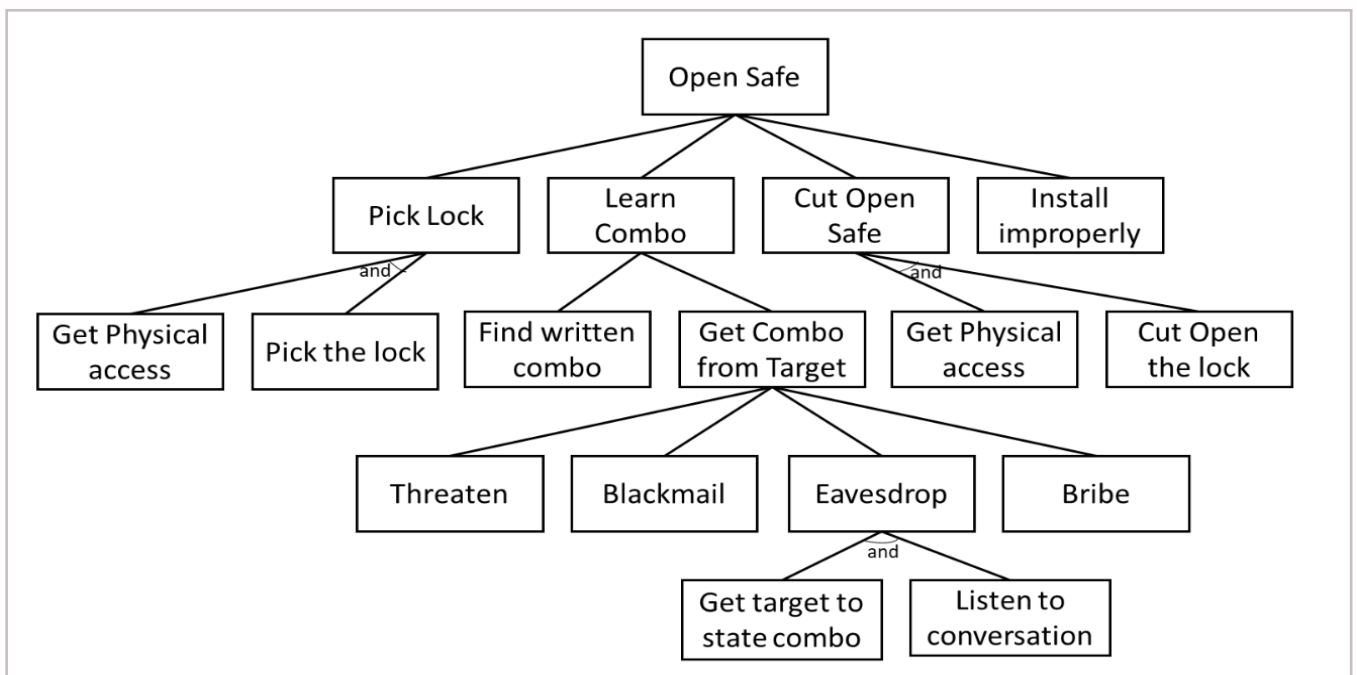 Open Safe
Pick Lock
Learn
Combo
Cut Open
Safe
Install
improperly
and
and
Get Physical
access
Pick the lock
Find written
combo
Get Combo
from Target
Get Physical
access
Cut Open
the lock
Threaten
Blackmail
Eavesdrop
Bribe
and
Get target to
state combo
Listen to
conversation